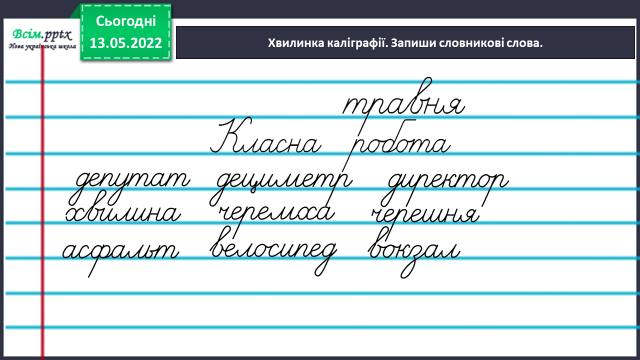 Всім.pptx
Нова українська школа
Сьогодні
13.05.2022
Хвилинка каліграфії. Запиши словникові слова.
травня
Класна робота
депутат дециметр директор
хвилина черемха черешня
асфальт велосипед вокзал